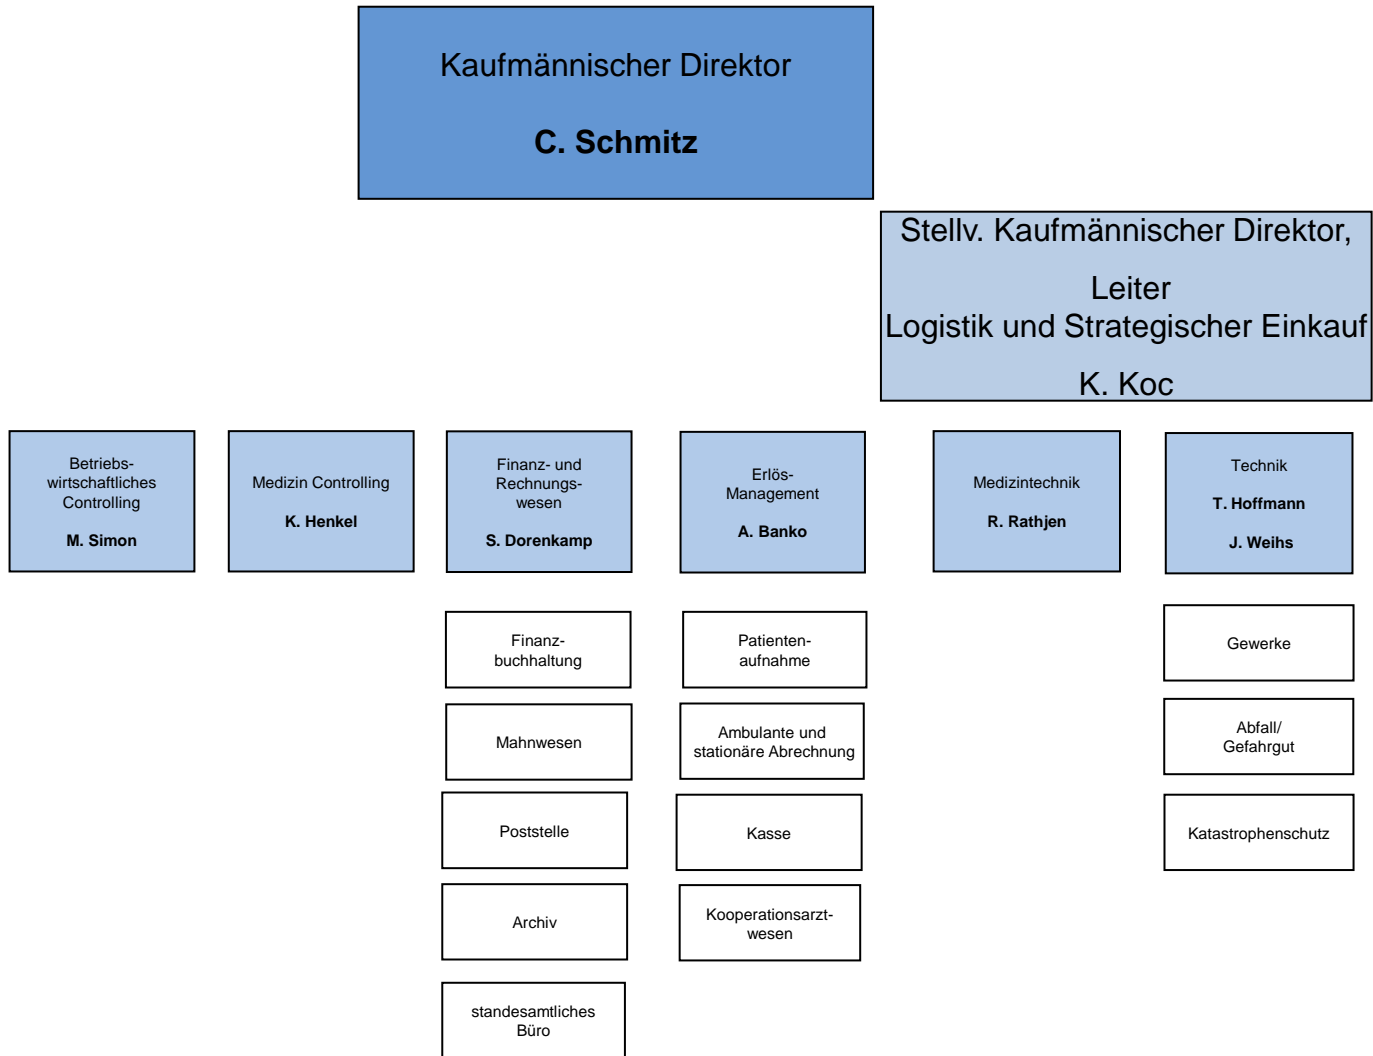 Kaufmännischer Direktor
C. Schmitz
Stellv. Kaufmännischer Direktor,
Leiter
Logistik und Strategischer Einkauf
K. Koc
Betriebs-
wirtschaftliches
Controlling
M. Simon
Medizin Controlling
K. Henkel
Finanz- und
Rechnungs-
wesen
S. Dorenkamp
Erlös-
Management
A. Banko
Medizintechnik
R. Rathjen
Technik
T. Hoffmann
J. Weihs
Finanz-
buchhaltung
Mahnwesen
Poststelle
Archiv
standesamtliches
Büro
Patienten-
aufnahme
Ambulante und
stationäre Abrechnung
Kasse
Kooperationsarzt-
wesen
Gewerke
Abfall/
Gefahrgut
Katastrophenschutz